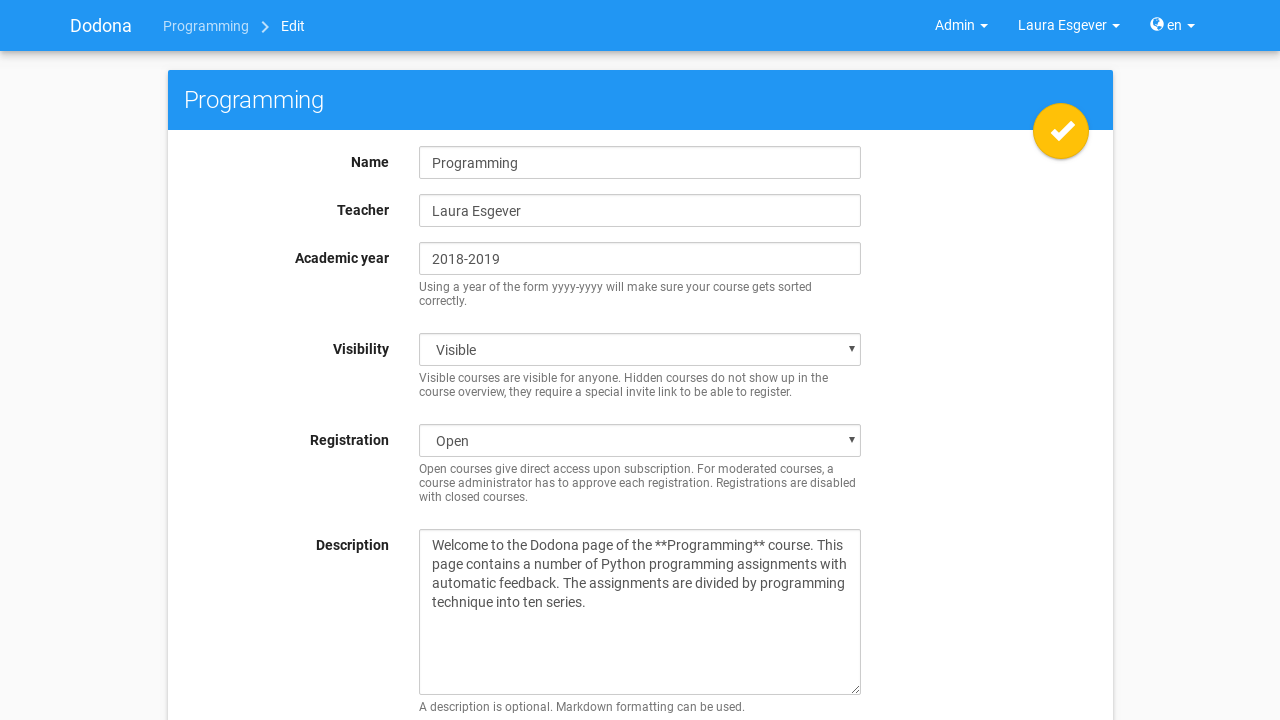 Dodona Programming Edit Admin Laura Esgever en
Programming
Name Programming
Teacher Laura Esgever
Academic year 2018-2019
Using a year of the form yyyy-yyyy will make sure your course gets sorted
correctly.
Visibility Visible
Visible courses are visible for anyone. Hidden courses do not show up in the
course overview, they require a special invite link to be able to register.
Registration Open
Open courses give direct access upon subscription. For moderated courses, a
course administrator has to approve each registration. Registrations are disabled
with closed courses.
Description Welcome to the Dodona page of the **Programming** course. This
page contains a number of Python programming assignments with
automatic feedback. The assignments are divided by programming
technique into ten series.
A description is optional. Markdown formatting can be used.